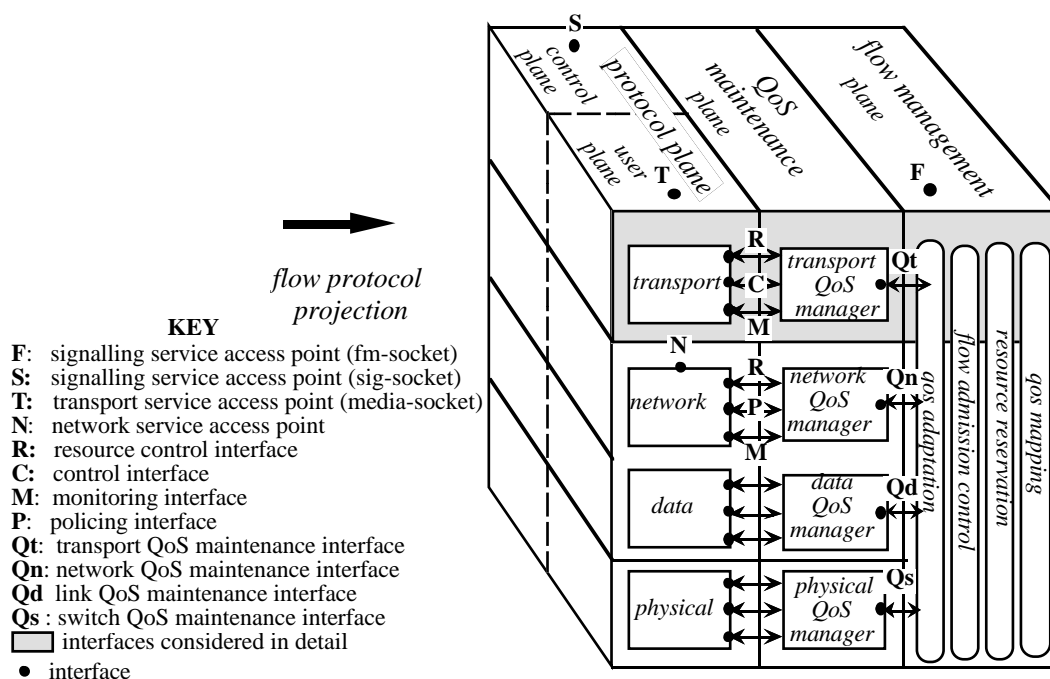 S
control
plane
protocol plane
user
plane
T
QoS
maintenance
plane
flow management
plane
F
flow protocol
projection
KEY
F: signalling service access point (fm-socket)
S: signalling service access point (sig-socket)
T: transport service access point (media-socket)
N: network service access point
R: resource control interface
C: control interface
M: monitoring interface
P: policing interface
Qt: transport QoS maintenance interface
Qn: network QoS maintenance interface
Qd link QoS maintenance interface
Qs : switch QoS maintenance interface
interfaces considered in detail
interface
transport
R
C
M
transport
QoS
manager
Qt
N
network
R
P
M
network
QoS
manager
Qn
data
data
QoS
manager
Qd
physical
physical
QoS
manager
Qs
qos adaptation
flow admission control
resource reservation
qos mapping